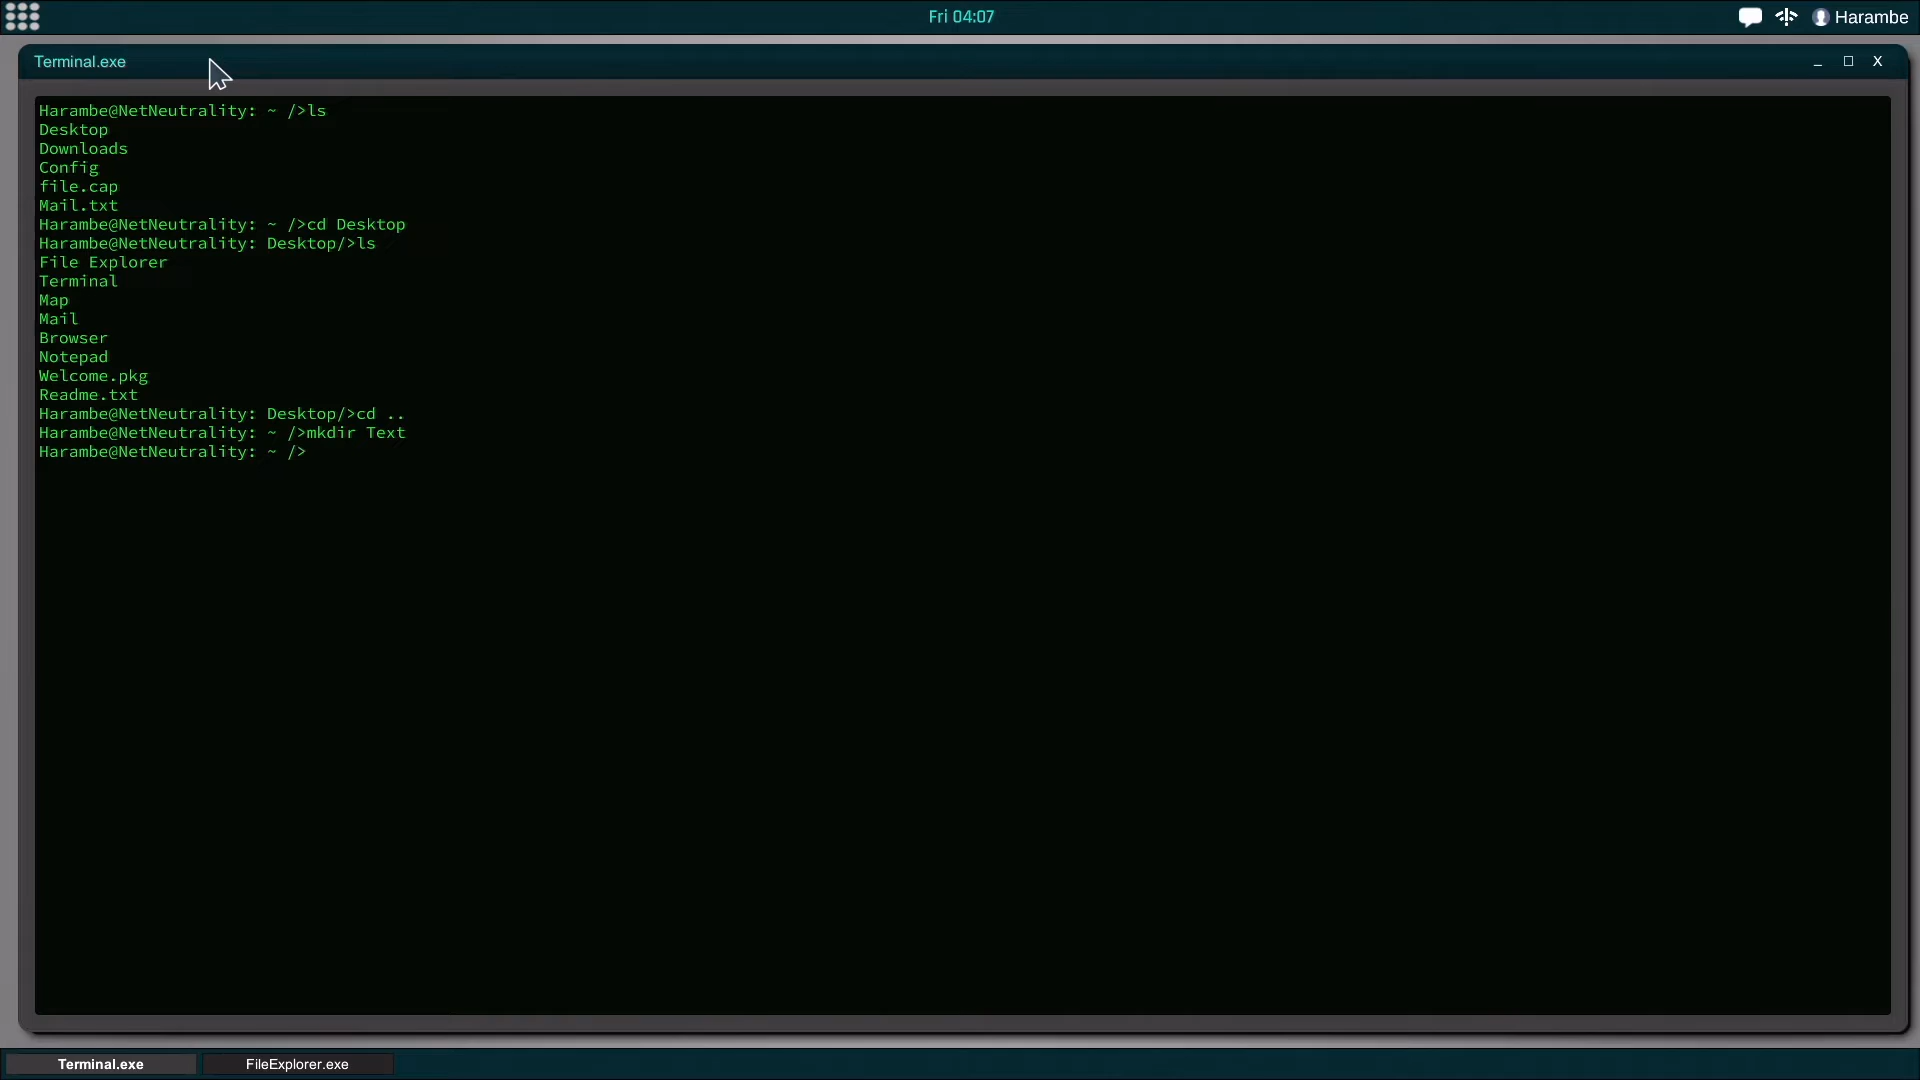 Fri 04:07
Harambe
Terminal.exe
_ □ X
Harambe@NetNeutrality: ~ />ls
Desktop
Downloads
Config
file.cap
Mail.txt
Harambe@NetNeutrality: ~ />cd Desktop
Harambe@NetNeutrality: Desktop/>ls
File Explorer
Terminal
Map
Mail
Browser
Notepad
Welcome.pkg
Readme.txt
Harambe@NetNeutrality: Desktop/>cd ..
Harambe@NetNeutrality: ~ />mkdir Text
Harambe@NetNeutrality: ~ />
Terminal.exe
FileExplorer.exe